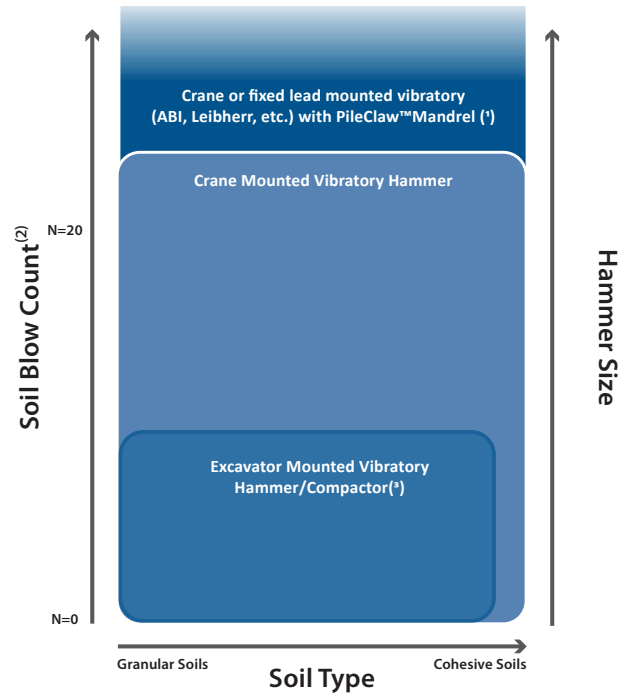 Crane or fixed lead mounted vibratory
(ABI, Leibherr, etc.) with PileClaw™Mandrel (¹)
Crane Mounted Vibratory Hammer
N=20
Soil Blow Count⁽²⁾
Hammer Size
Excavator Mounted Vibratory
Hammer/Compactor(³)
N=0
Granular Soils
Soil Type
Cohesive Soils